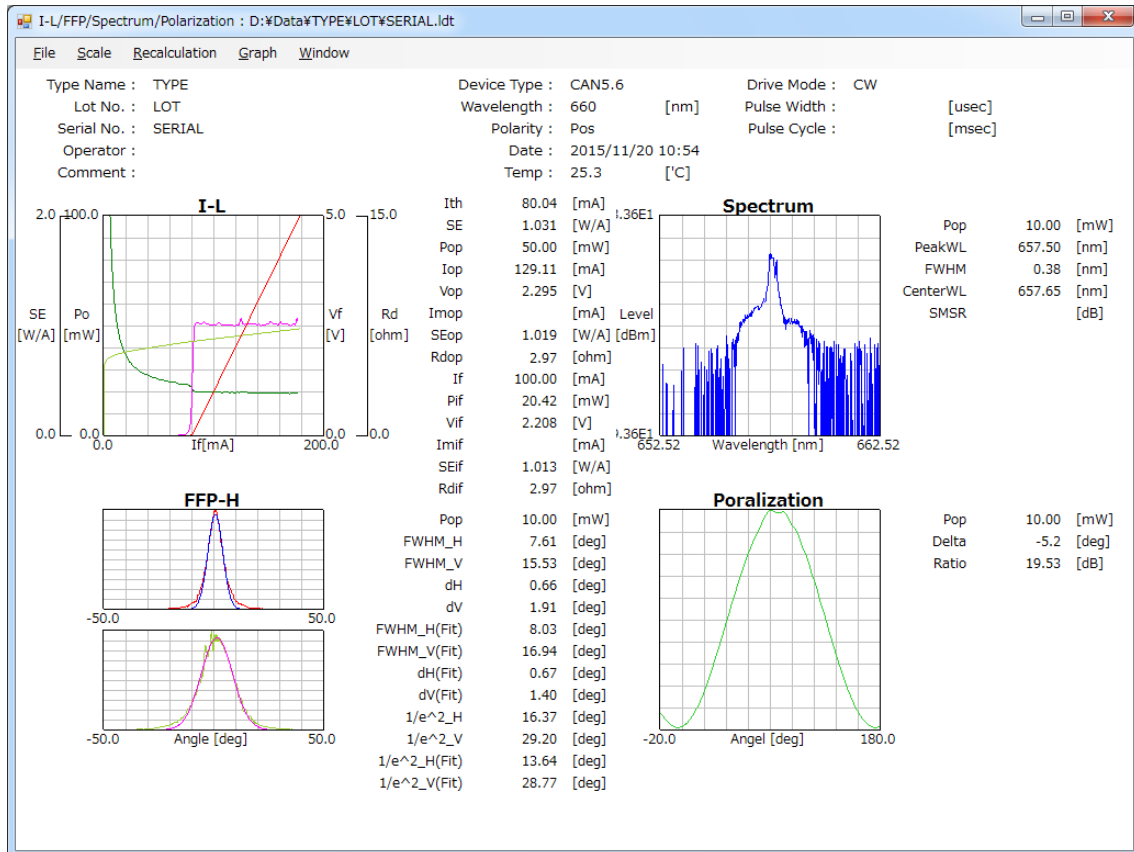 I-L/FFP/Spectrum/Polarization : D:¥Data¥TYPE¥LOT¥SERIAL.ldt
File Scale Recalculation Graph Window
Type Name : TYPE Device Type : CAN5.6 Drive Mode : CW
Lot No. : LOT Wavelength : 660 [nm] Pulse Width : [usec]
Serial No. : SERIAL Polarity : Pos Pulse Cycle : [msec]
Operator : Date : 2015/11/20 10:54
Comment : Temp : 25.3 ['C]
I-L
2.0 100.0 5.0 15.0
SE Po Vf Rd
[W/A] [mW] [V] [ohm]
0.0 0.0 0.0 0.0
0.0 If[mA] 200.0
Ith 80.04 [mA]
SE 1.031 [W/A]
Pop 50.00 [mW]
Iop 129.11 [mA]
Vop 2.295 [V]
Imop [mA]
SEop 1.019 [W/A]
Rdop 2.97 [ohm]
If 100.00 [mA]
Pif 20.42 [mW]
Vif 2.208 [V]
Imif [mA]
SEif 1.013 [W/A]
Rdif 2.97 [ohm]
Spectrum
.36E1
Level
[dBm]
.36E1
652.52 Wavelength [nm] 662.52
Pop 10.00 [mW]
PeakWL 657.50 [nm]
FWHM 0.38 [nm]
CenterWL 657.65 [nm]
SMSR [dB]
FFP-H
-50.0 50.0
-50.0 Angle [deg] 50.0
Pop 10.00 [mW]
FWHM_H 7.61 [deg]
FWHM_V 15.53 [deg]
dH 0.66 [deg]
dV 1.91 [deg]
FWHM_H(Fit) 8.03 [deg]
FWHM_V(Fit) 16.94 [deg]
dH(Fit) 0.67 [deg]
dV(Fit) 1.40 [deg]
1/e^2_H 16.37 [deg]
1/e^2_V 29.20 [deg]
1/e^2_H(Fit) 13.64 [deg]
1/e^2_V(Fit) 28.77 [deg]
Poralization
-20.0 Angel [deg] 180.0
Pop 10.00 [mW]
Delta -5.2 [deg]
Ratio 19.53 [dB]